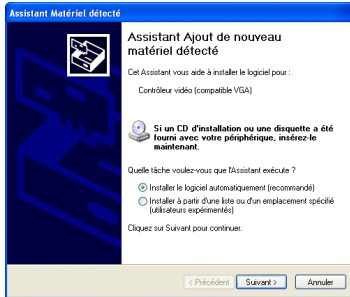 Assistant Matériel détecté
Assistant Ajout de nouveau
matériel détecté
Cet Assistant vous aide à installer le logiciel pour :
Contrôleur vidéo (compatible VGA)
Si un CD d'installation ou une disquette a été
fourni avec votre périphérique, insérez-le
maintenant.
Quelle tâche voulez-vous que l'Assistant exécute ?
Installer le logiciel automatiquement (recommandé)
Installer à partir d'une liste ou d'un emplacement spécifié
(utilisateurs expérimentés)
Cliquez sur Suivant pour continuer.
< Précédent Suivant > Annuler